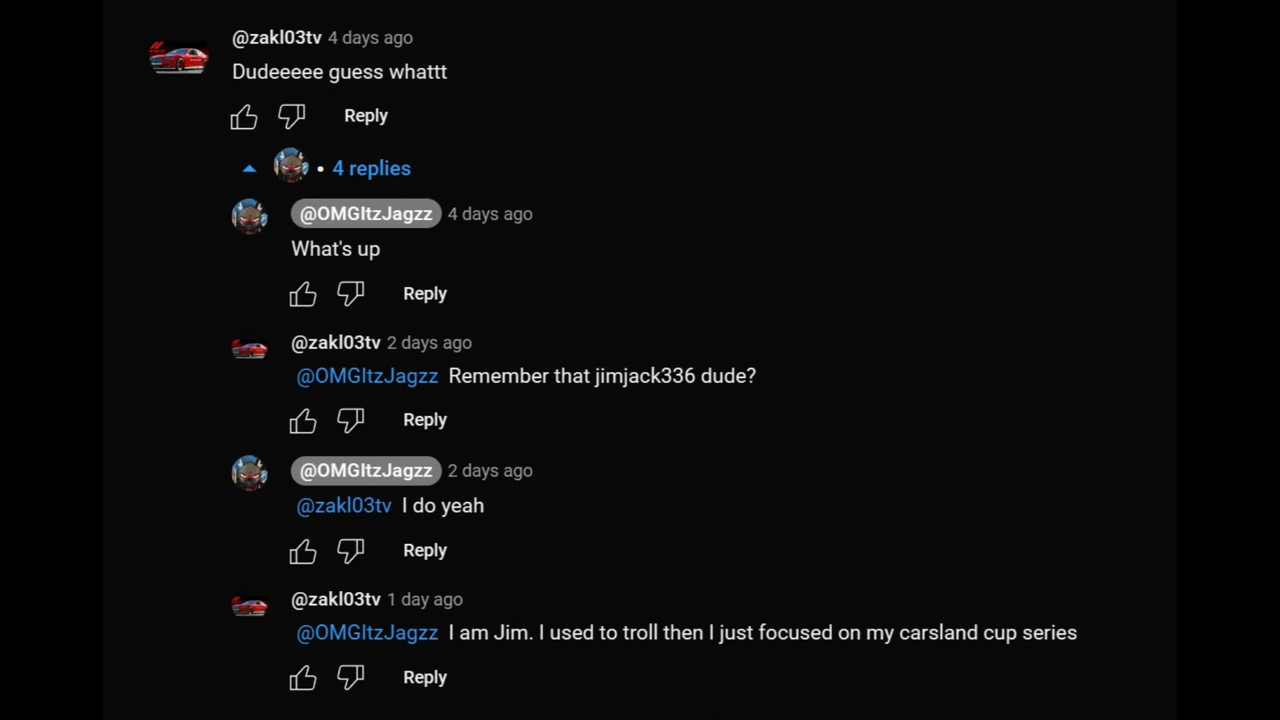 @zakl03tv 4 days ago
Dudeeeee guess whattt
Reply
• 4 replies
@OMGItzJagzz 4 days ago
What's up
Reply
@zakl03tv 2 days ago
@OMGItzJagzz Remember that jimjack336 dude?
Reply
@OMGItzJagzz 2 days ago
@zakl03tv I do yeah
Reply
@zakl03tv 1 day ago
@OMGItzJagzz I am Jim. I used to troll then I just focused on my carsland cup series
Reply